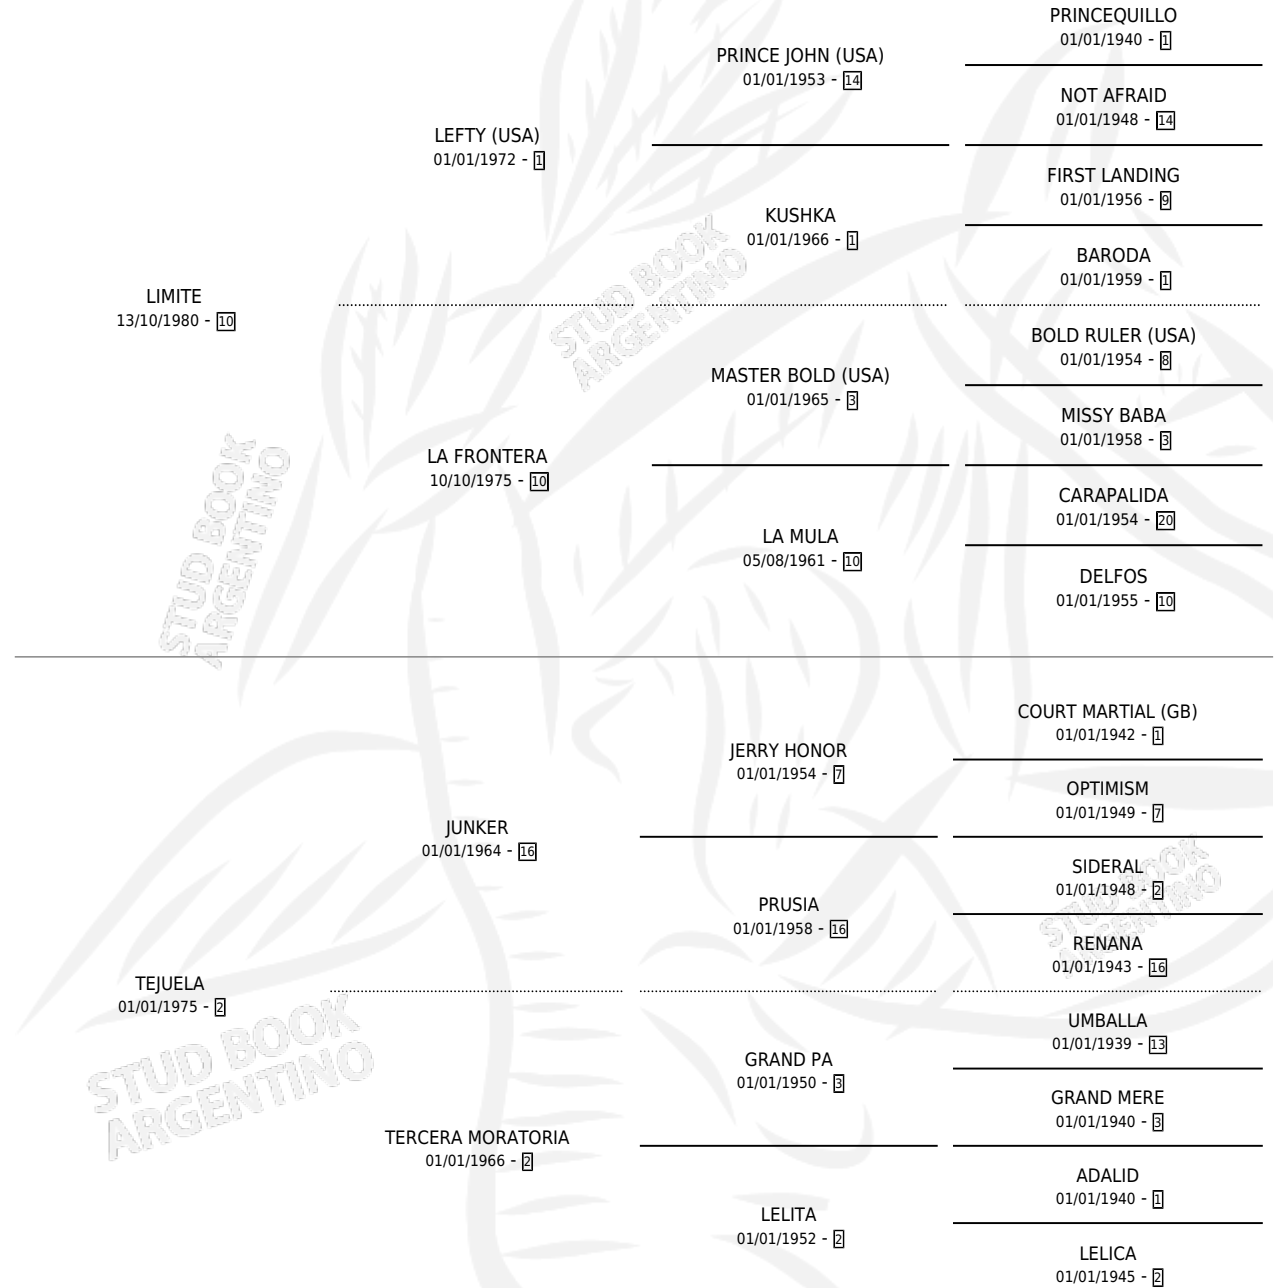 PRINCEQUILLO
01/01/1940 - 1
PRINCE JOHN (USA)
01/01/1953 - 14
NOT AFRAID
01/01/1948 - 14
LEFTY (USA)
01/01/1972 - 1
FIRST LANDING
01/01/1956 - 9
KUSHKA
01/01/1966 - 1
BARODA
01/01/1959 - 1
LIMITE
13/10/1980 - 10
BOLD RULER (USA)
01/01/1954 - 8
MASTER BOLD (USA)
01/01/1965 - 3
MISSY BABA
01/01/1958 - 3
LA FRONTERA
10/10/1975 - 10
CARAPALIDA
01/01/1954 - 20
LA MULA
05/08/1961 - 10
DELFOS
01/01/1955 - 10
STUD BOOK
ARGENTINO
STUD BOOK
ARGENTINO
COURT MARTIAL (GB)
01/01/1942 - 1
JERRY HONOR
01/01/1954 - 7
OPTIMISM
01/01/1949 - 7
JUNKER
01/01/1964 - 16
SIDERAL
01/01/1948 - 2
PRUSIA
01/01/1958 - 16
RENANA
01/01/1943 - 16
STUD BOOK
ARGENTINO
TEJUELA
01/01/1975 - 2
UMBALLA
01/01/1939 - 13
GRAND PA
01/01/1950 - 3
GRAND MERE
01/01/1940 - 3
TERCERA MORATORIA
01/01/1966 - 2
ADALID
01/01/1940 - 1
LELITA
01/01/1952 - 2
LELICA
01/01/1945 - 2
STUD BOOK
ARGENTINO